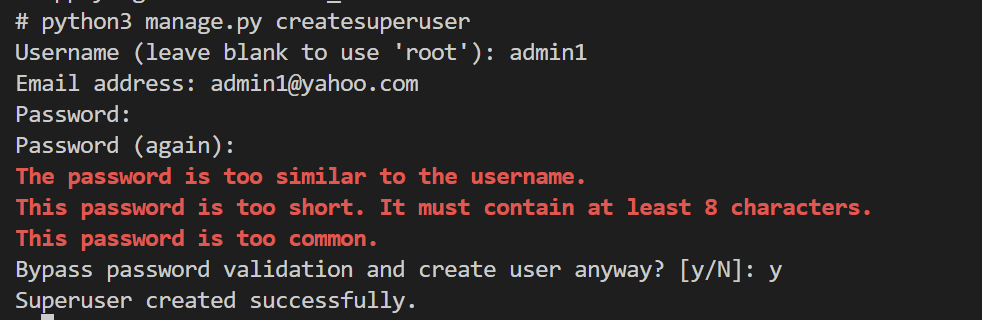 # python3 manage.py createsuperuser
Username (leave blank to use 'root'): admin1
Email address: admin1@yahoo.com
Password:
Password (again):
The password is too similar to the username.
This password is too short. It must contain at least 8 characters.
This password is too common.
Bypass password validation and create user anyway? [y/N]: y
Superuser created successfully.